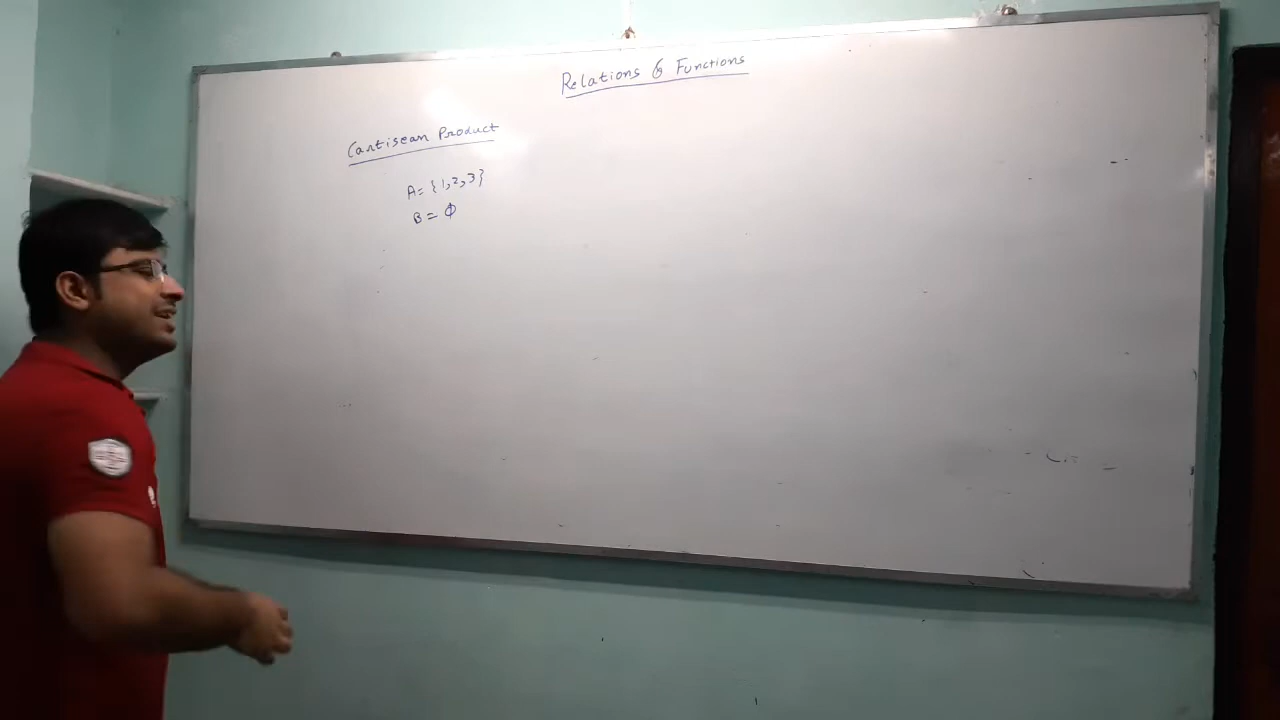 Relations & Functions
Cartisean Product
A = {1,2,3}
B = Φ